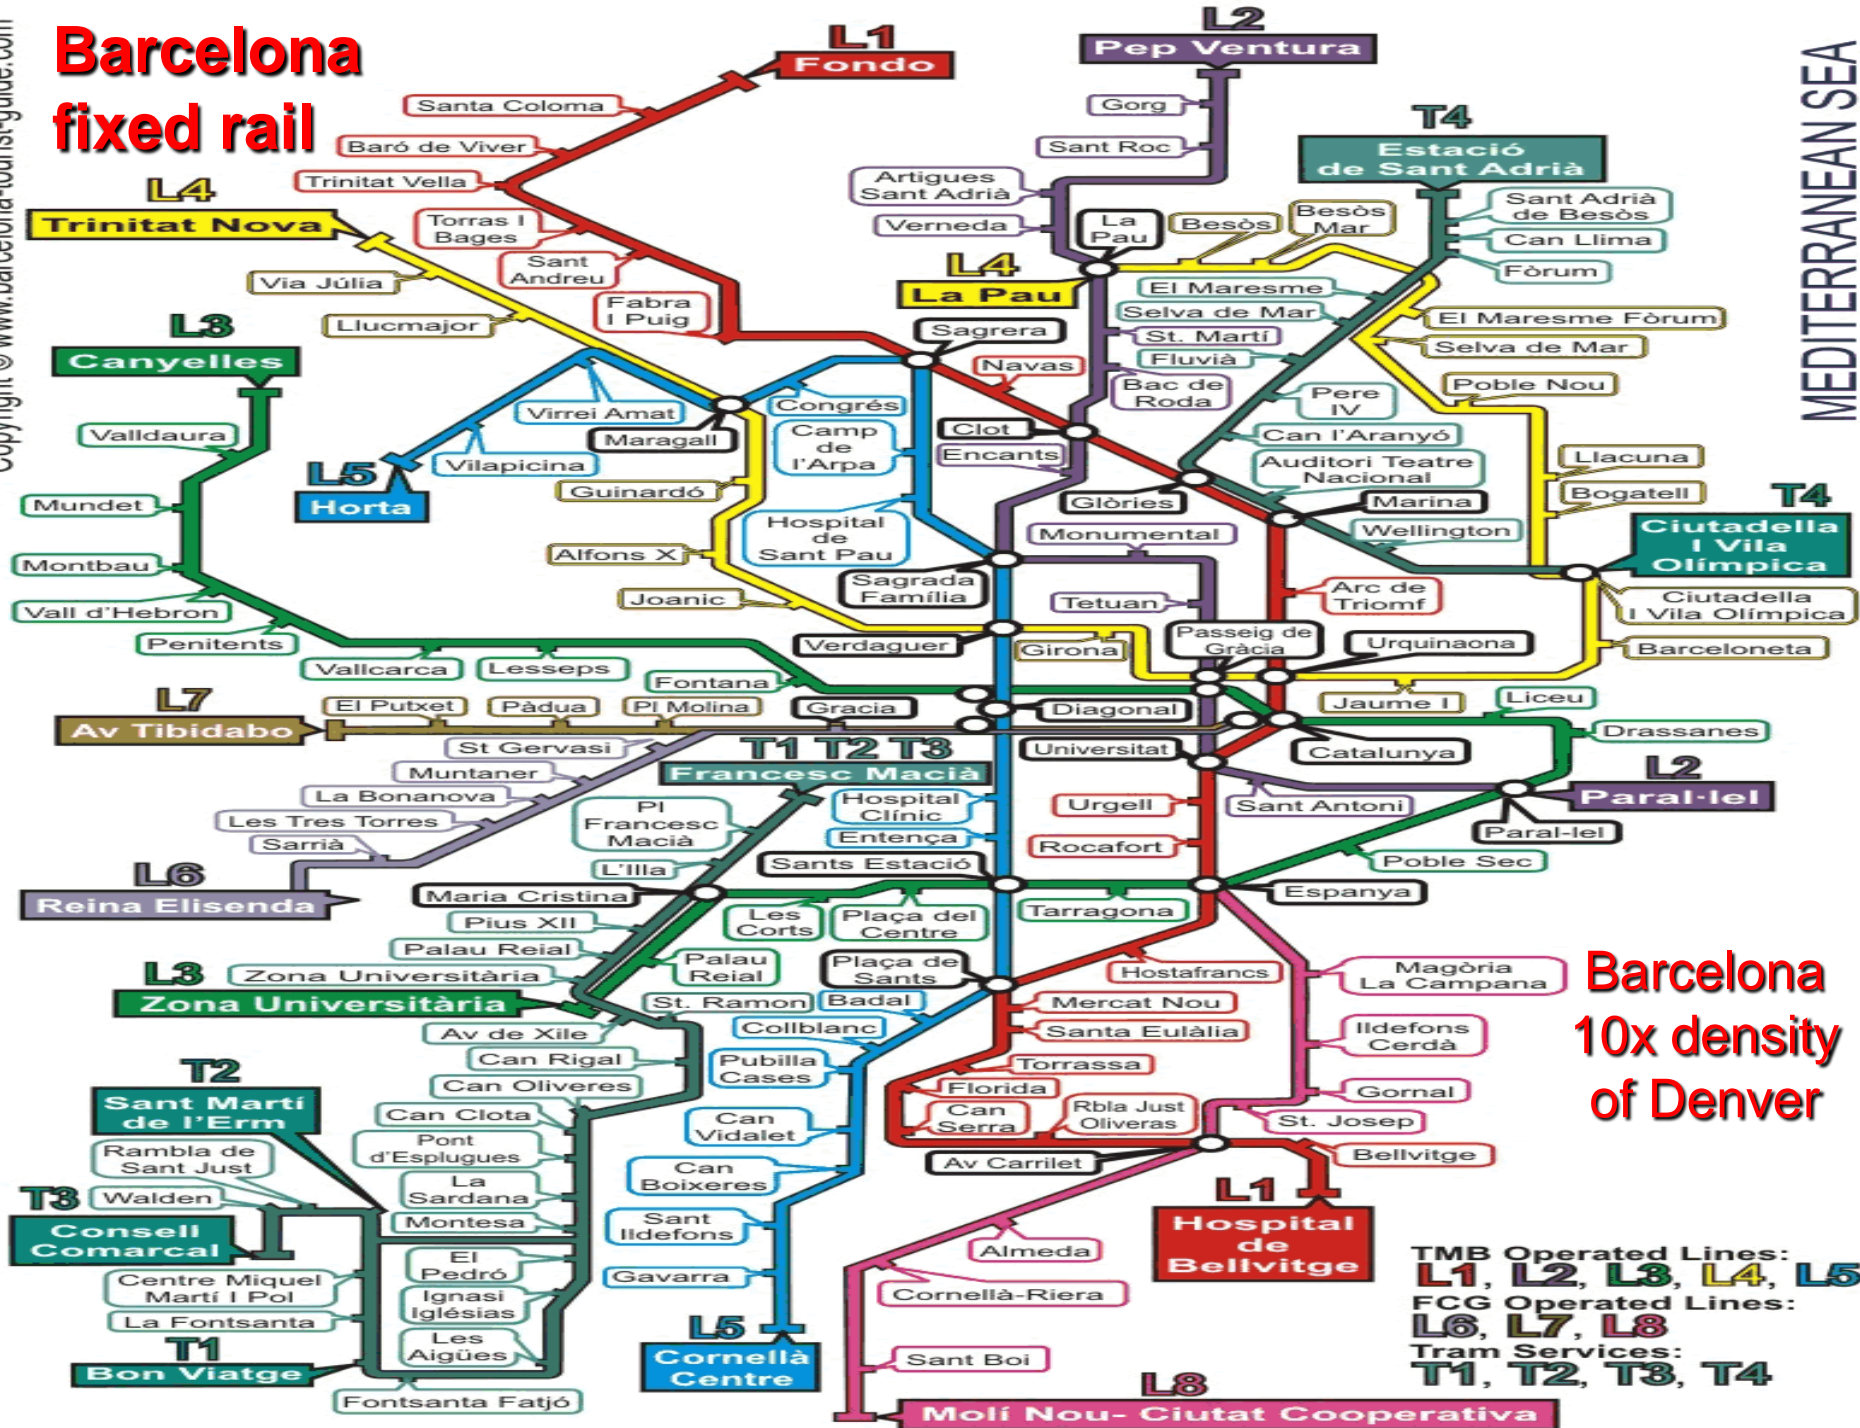 Barcelona
fixed rail
Copyright © www.barcelona-tourist-guide.com
MEDITERRANEAN SEA
L1
Fondo
Santa Coloma
Baró de Viver
Trinitat Vella
Torras I
Bages
Sant
Andreu
Fabra
I Puig
L2
Pep Ventura
Gorg
Sant Roc
Artigues
Sant Adrià
Verneda
La
Pau
T4
Estació
de Sant Adrià
Sant Adrià
de Besòs
Can Llima
Fòrum
Besòs
Besòs
Mar
L4
La Pau
El Maresme
Selva de Mar
St. Martí
Fluvià
Bac de
Roda
El Maresme Fòrum
Selva de Mar
Poble Nou
Pere
IV
Can l'Aranyó
Auditori Teatre
Nacional
Llacuna
Bogatell
L4
Trinitat Nova
Via Júlia
Llucmajor
L3
Canyelles
Valldaura
Mundet
Montbau
Vall d'Hebron
Penitents
Vallcarca
Lesseps
Fontana
L5
Horta
Vilapicina
Virrei Amat
Maragall
Congrés
Sagrera
Navas
Camp
de
l'Arpa
Clot
Encants
Guinardó
Hospital
de
Sant Pau
Alfons X
Joanic
Glòries
Marina
Monumental
Wellington
T4
Ciutadella
I Vila
Olímpica
Ciutadella
I Vila Olímpica
Barceloneta
Sagrada
Família
Tetuan
Arc de
Triomf
Verdaguer
Girona
Passeig de
Gràcia
Urquinaona
Jaume I
Liceu
Drassanes
L7
Av Tibidabo
El Putxet
Pàdua
Pl Molina
Gracia
Diagonal
Universitat
Catalunya
L2
Paral·lel
Sant Antoni
Paral-lel
Poble Sec
St Gervasi
Muntaner
La Bonanova
Les Tres Torres
Sarrià
L6
Reina Elisenda
T1 T2 T3
Francesc Macià
Pl
Francesc
Macià
L'Illa
Hospital
Clínic
Entença
Sants Estació
Urgell
Rocafort
Espanya
Maria Cristina
Les
Corts
Plaça del
Centre
Tarragona
Pius XII
Palau Reial
Zona Universitària
Palau
Reial
L3
Zona Universitària
Plaça de
Sants
Hostafrancs
Magòria
La Campana
Barcelona
10x density
of Denver
St. Ramon
Badal
Mercat Nou
Av de Xile
Collblanc
Santa Eulàlia
Ildefons
Cerdà
Can Rigal
Pubilla
Cases
Torrassa
Can Oliveres
Florida
Gornal
T2
Sant Martí
de l'Erm
Can Clota
Can
Vidalet
Can
Serra
Rbla Just
Oliveras
St. Josep
Pont
d'Esplugues
Rambla de
Sant Just
Av Carrilet
Bellvitge
La
Sardana
Can
Boixeres
T3
Walden
Consell
Comarcal
Montesa
Sant
Ildefons
L1
Hospital
de
Bellvitge
Almeda
El
Pedró
Gavarra
Centre Miquel
Martí I Pol
Ignasi
Iglésias
Cornellà-Riera
La Fontsanta
Les
Aigües
T1
Bon Viatge
Fontsanta Fatjó
L5
Cornellà
Centre
Sant Boi
L8
Molí Nou- Ciutat Cooperativa
TMB Operated Lines:
L1, L2, L3, L4, L5
FCG Operated Lines:
L6, L7, L8
Tram Services:
T1, T2, T3, T4